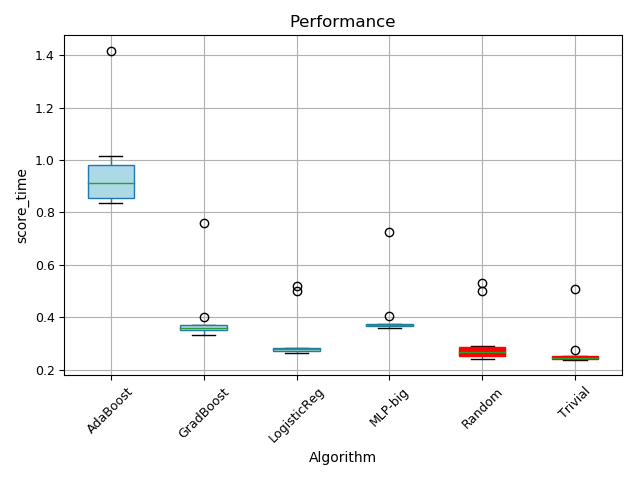 Performance
score_time
1.4
1.2
1.0
0.8
0.6
0.4
0.2
AdaBoost
GradBoost
LogisticReg
MLP-big
Random
Trivial
Algorithm